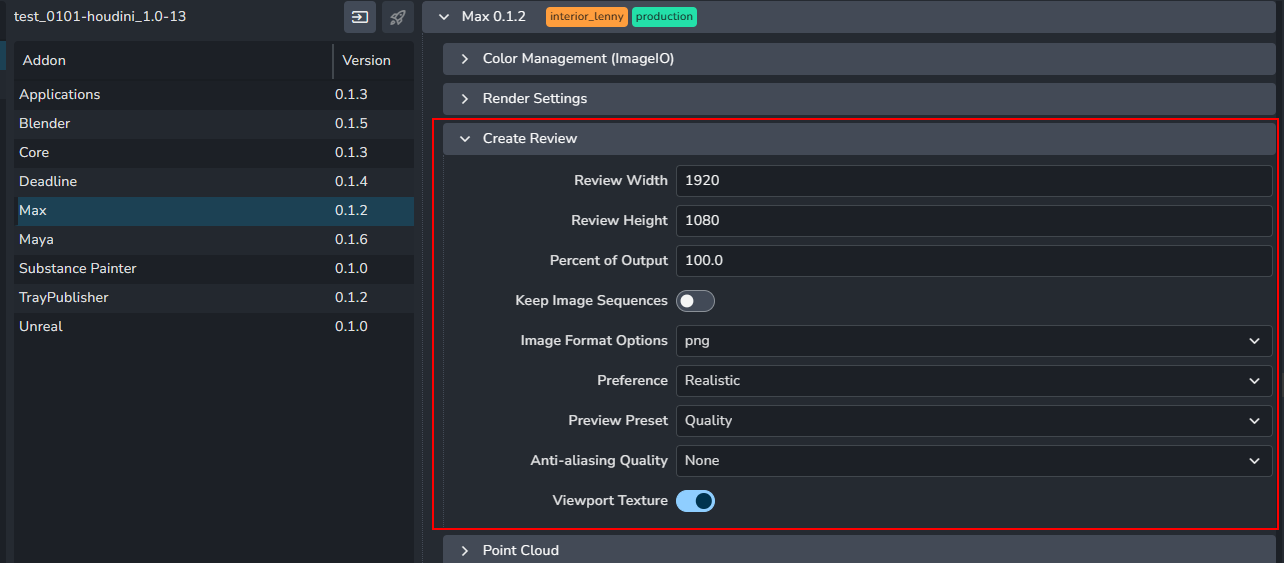 test_0101-houdini_1.0-13
Addon Version
Applications 0.1.3
Blender 0.1.5
Core 0.1.3
Deadline 0.1.4
Max 0.1.2
Maya 0.1.6
Substance Painter 0.1.0
TrayPublisher 0.1.2
Unreal 0.1.0
Max 0.1.2 interior_lenny production
Color Management (ImageIO)
Render Settings
Create Review
Review Width 1920
Review Height 1080
Percent of Output 100.0
Keep Image Sequences
Image Format Options png
Preference Realistic
Preview Preset Quality
Anti-aliasing Quality None
Viewport Texture
Point Cloud